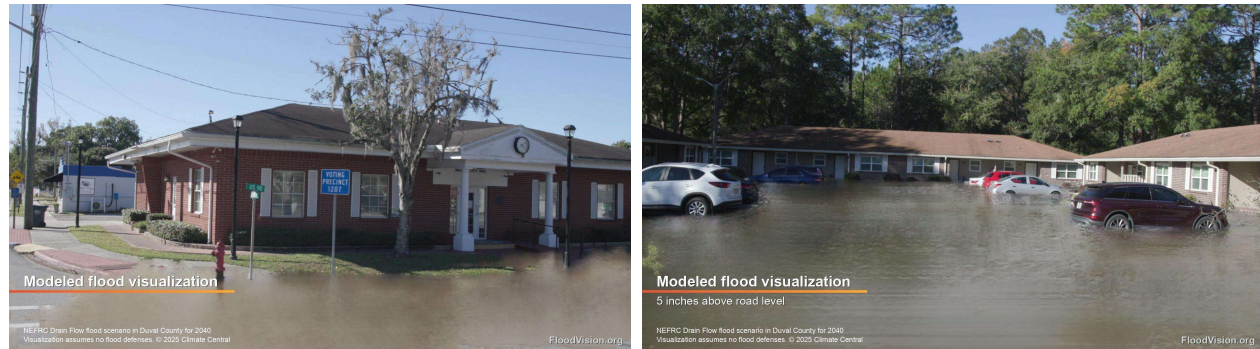 VOTING
PRECINCT
1207
Modeled flood visualization
NEFRC Drain Flow flood scenario in Duval County for 2040
Visualization assumes no flood defenses. © 2025 Climate Central
FloodVision.org
Modeled flood visualization
5 inches above road level
NEFRC Drain Flow flood scenario in Duval County for 2040
Visualization assumes no flood defenses. © 2025 Climate Central
FloodVision.org